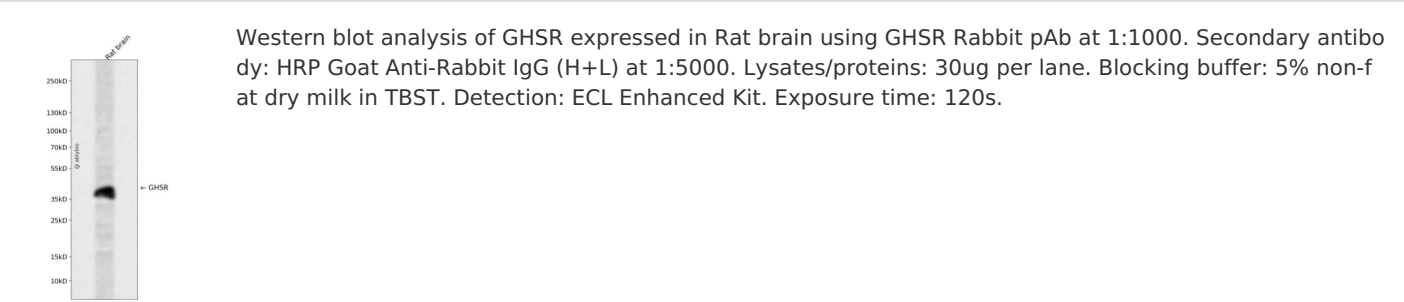 Rat brain
Western blot analysis of GHSR expressed in Rat brain using GHSR Rabbit pAb at 1:1000. Secondary antibo
dy: HRP Goat Anti-Rabbit IgG (H+L) at 1:5000. Lysates/proteins: 30ug per lane. Blocking buffer: 5% non-f
at dry milk in TBST. Detection: ECL Enhanced Kit. Exposure time: 120s.
250kD
130kD
100kD
70kD
55kD
← GHSR
35kD
25kD
15kD
10kD